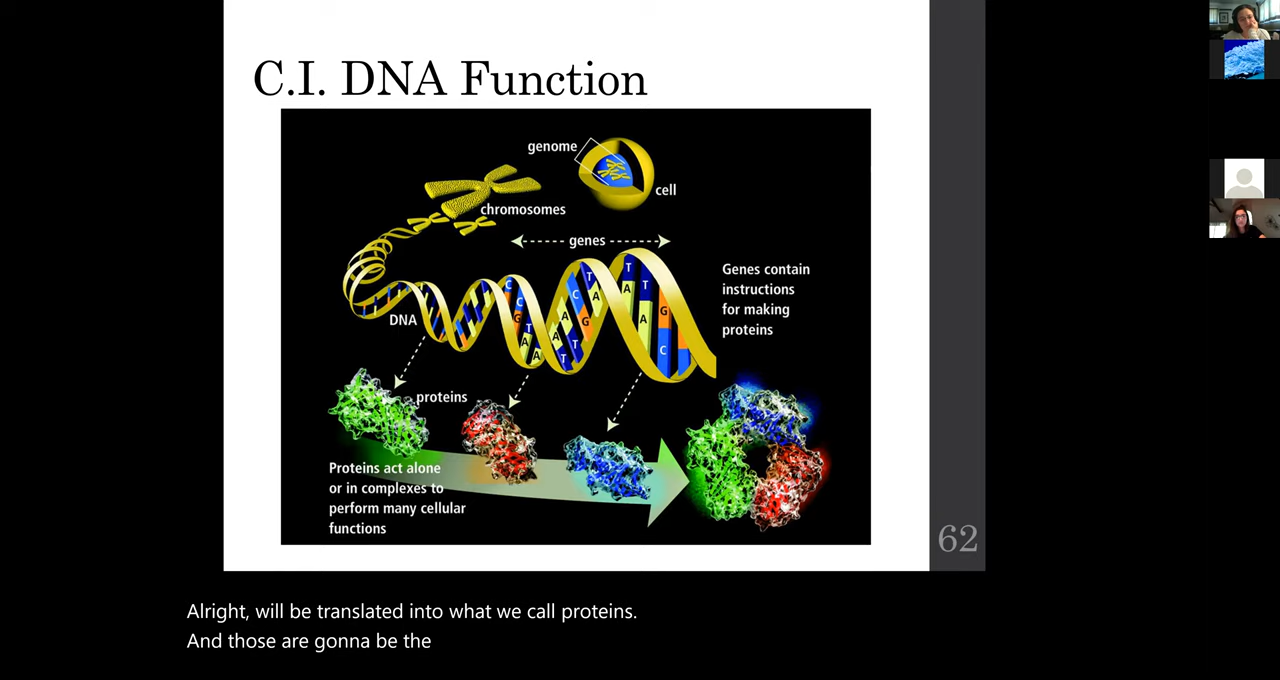 C.I. DNA Function
genome
cell
chromosomes
genes
Genes contain
instructions
for making
proteins
DNA
C
C
G
T
A
A
C
T
A
A
G
A
T
T
T
A
T
A
G
C
proteins
Proteins act alone
or in complexes to
perform many cellular
functions
62
Alright, will be translated into what we call proteins.
And those are gonna be the